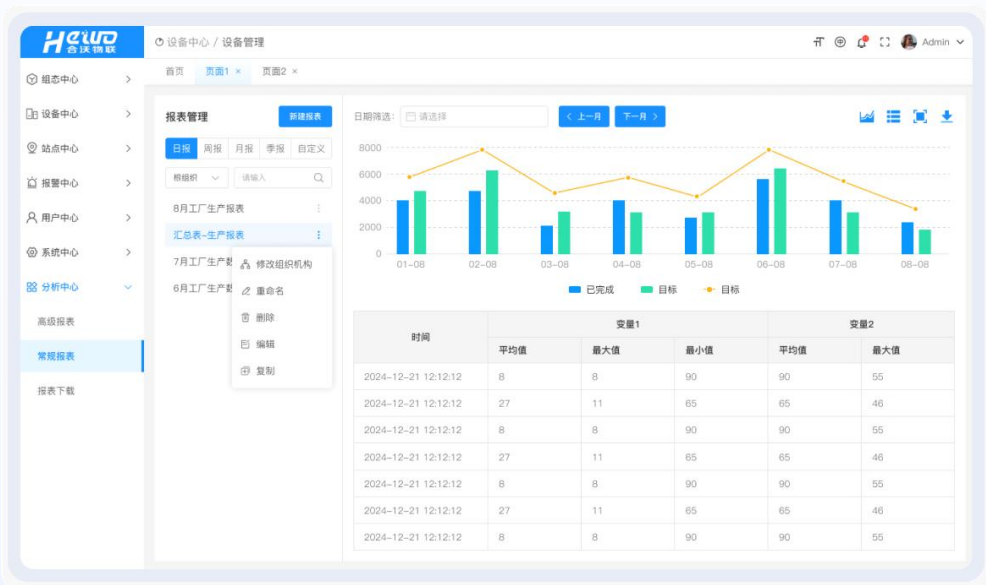 Heiuo
合沃物联
设备中心 / 设备管理
Admin
组态中心
设备中心
站点中心
报警中心
用户中心
系统中心
分析中心
高级报表
常规报表
报表下载
首页 页面1 × 页面2 ×
报表管理 新建报表
日报 周报 月报 季报 自定义
根组织 请输入
8月工厂生产报表
汇总表-生产报表
7月工厂生产数
6月工厂生产数
修改组织机构
重命名
删除
编辑
复制
日期筛选: 请选择 < 上一月 下一月 >
8000
6000
4000
2000
0
01-08 02-08 03-08 04-08 05-08 06-08 07-08 08-08
已完成 目标 目标
时间 变量1 变量2
平均值 最大值 最小值 平均值 最大值
2024-12-21 12:12:12 8 8 90 90 55
2024-12-21 12:12:12 27 11 65 65 46
2024-12-21 12:12:12 8 8 90 90 55
2024-12-21 12:12:12 27 11 65 65 46
2024-12-21 12:12:12 8 8 90 90 55
2024-12-21 12:12:12 27 11 65 65 46
2024-12-21 12:12:12 8 8 90 90 55